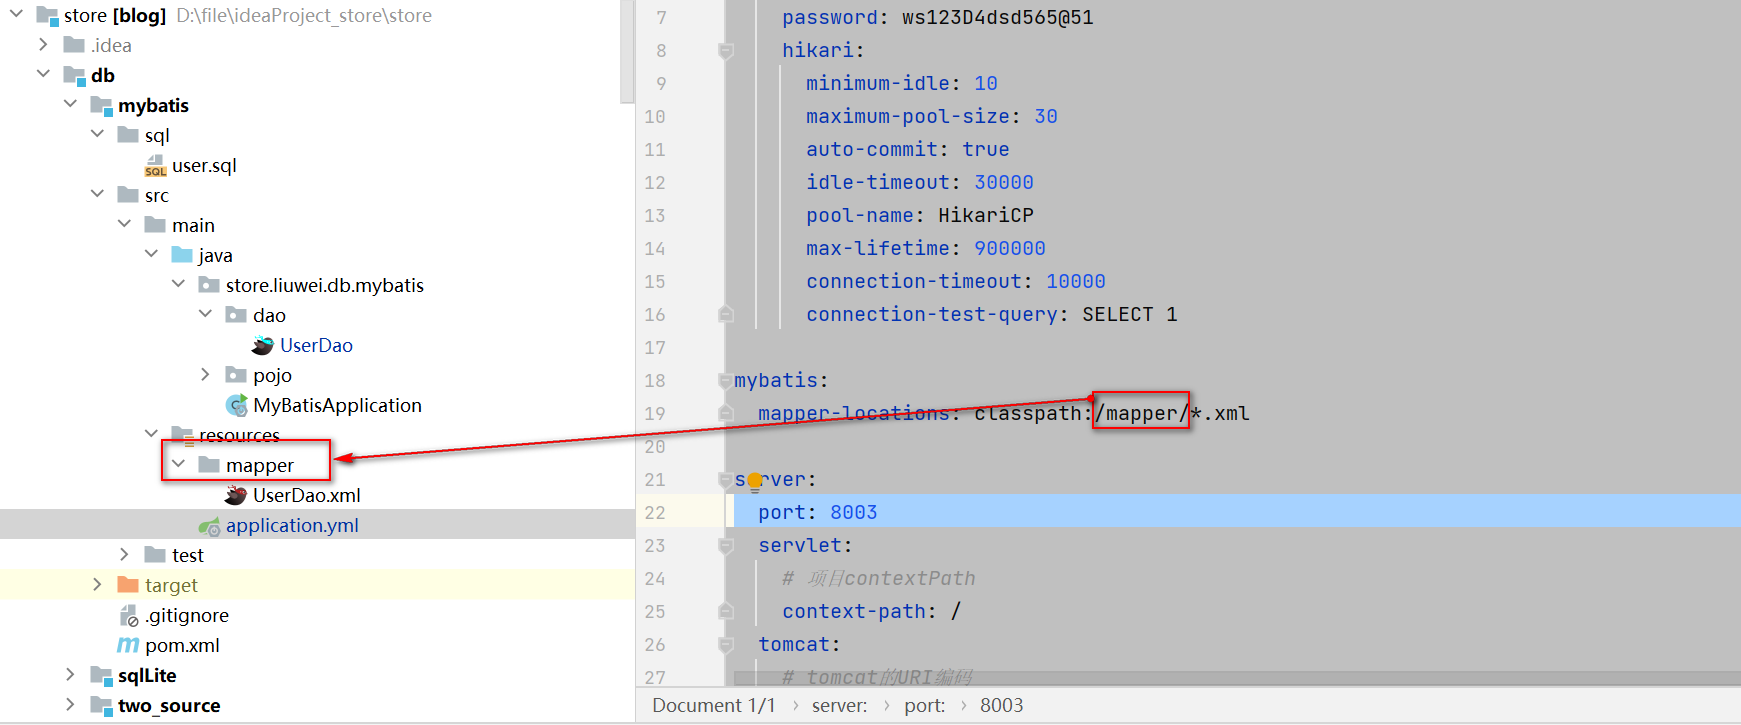 store [blog] D:\file\ideaProject_store\store
.idea
db
mybatis
sql
user.sql
src
main
java
store.liuwei.db.mybatis
dao
UserDao
pojo
MyBatisApplication
resources
mapper
UserDao.xml
application.yml
test
target
.gitignore
pom.xml
sqlLite
two_source
7 password: ws123D4dsd565@51
8 hikari:
9 minimum-idle: 10
10 maximum-pool-size: 30
11 auto-commit: true
12 idle-timeout: 30000
13 pool-name: HikariCP
14 max-lifetime: 900000
15 connection-timeout: 10000
16 connection-test-query: SELECT 1
17
18 mybatis:
19 mapper-locations: classpath:/mapper/*.xml
20
21 server:
22 port: 8003
23 servlet:
24 # 项目contextPath
25 context-path: /
26 tomcat:
27 # tomcat的URI编码
Document 1/1 › server: › port: › 8003